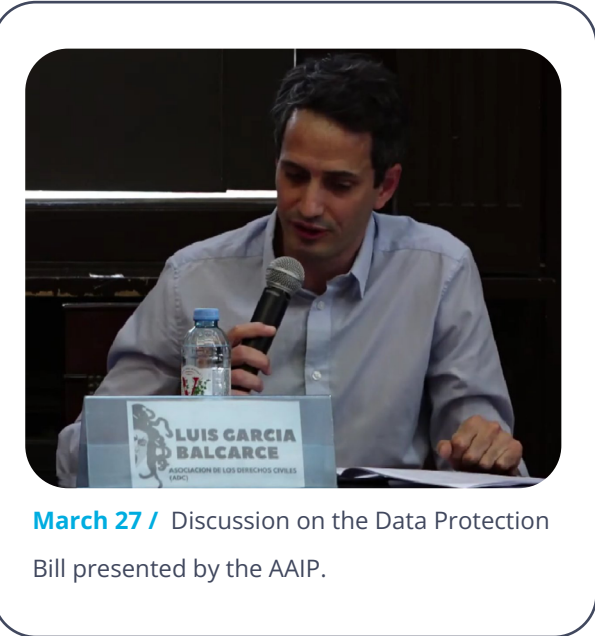 LUIS GARCIA
BALCARCE
ASOCIACION DE LOS DERECHOS CIVILES
(ADC)
March 27 / Discussion on the Data Protection
Bill presented by the AAIP.